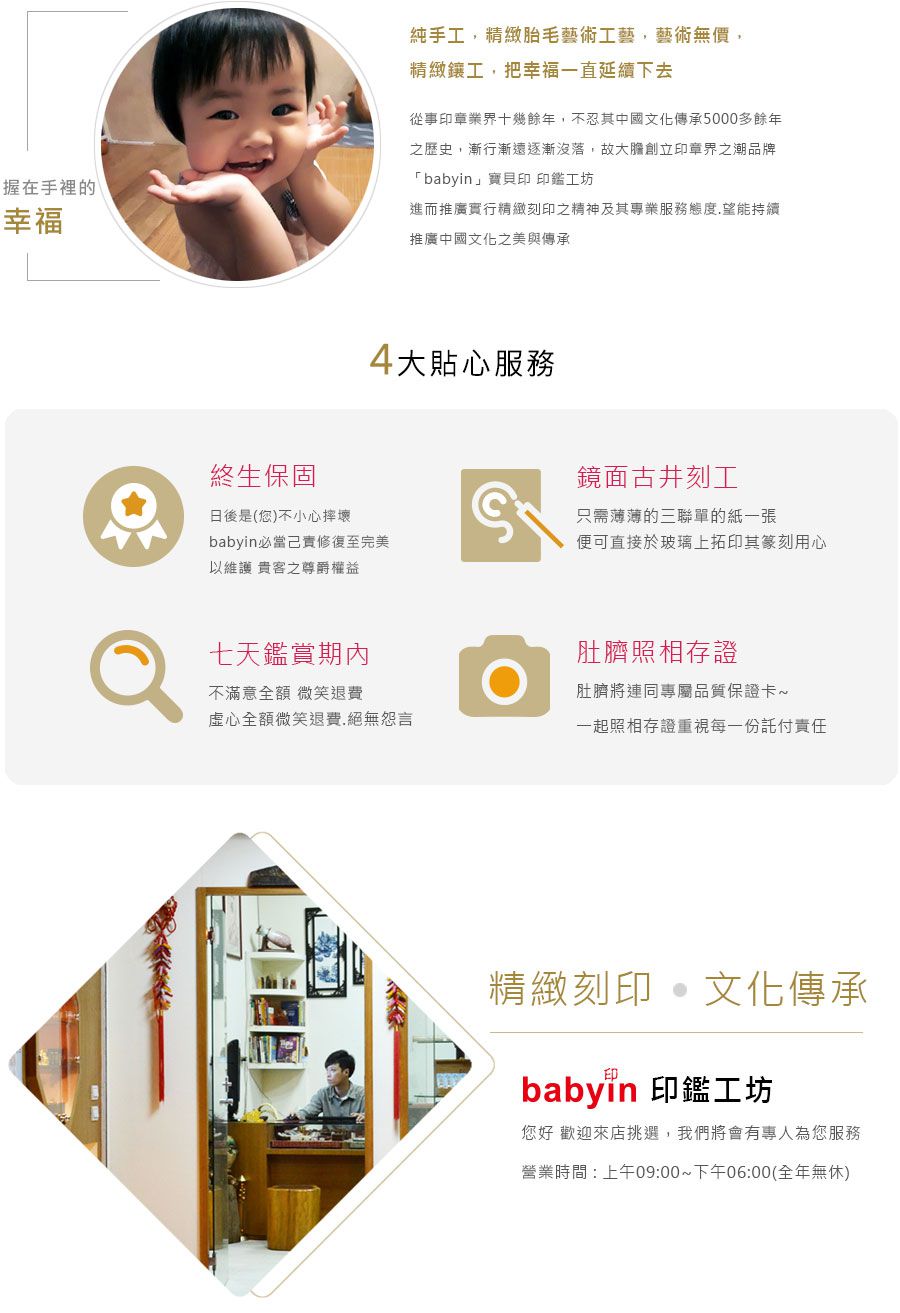 純手工，精緻胎毛藝術工藝，藝術無價，
精緻鑲工，把幸福一直延續下去
從事印章業界十幾餘年，不忍其中國文化傳承5000多餘年
之歷史，漸行漸遠逐漸沒落，故大膽創立印章界之潮品牌
「babyin」寶貝印 印鑑工坊
進而推廣實行精緻刻印之精神及其專業服務態度.望能持續
推廣中國文化之美與傳承
握在手裡的
幸福
4大貼心服務
終生保固
日後是(您)不小心摔壞
babyin必當己責修復至完美
以維護 貴客之尊爵權益
鏡面古井刻工
只需薄薄的三聯單的紙一張
便可直接於玻璃上拓印其篆刻用心
七天鑑賞期內
不滿意全額 微笑退費
虛心全額微笑退費.絕無怨言
肚臍照相存證
肚臍將連同專屬品質保證卡~
一起照相存證重視每一份託付責任
精緻刻印 • 文化傳承
babyin 印 印鑑工坊
您好 歡迎來店挑選，我們將會有專人為您服務
營業時間 : 上午09:00~下午06:00(全年無休)